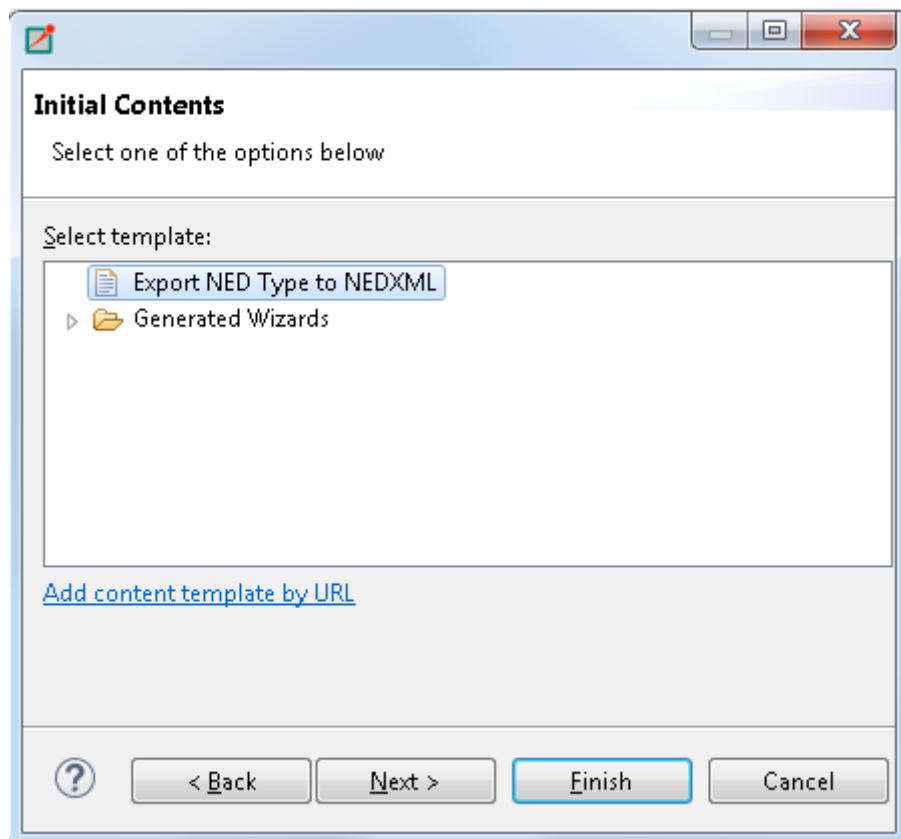 Initial Contents
Select one of the options below
Select template:
Export NED Type to NEDXML
Generated Wizards
Add content template by URL
? < Back Next > Finish Cancel